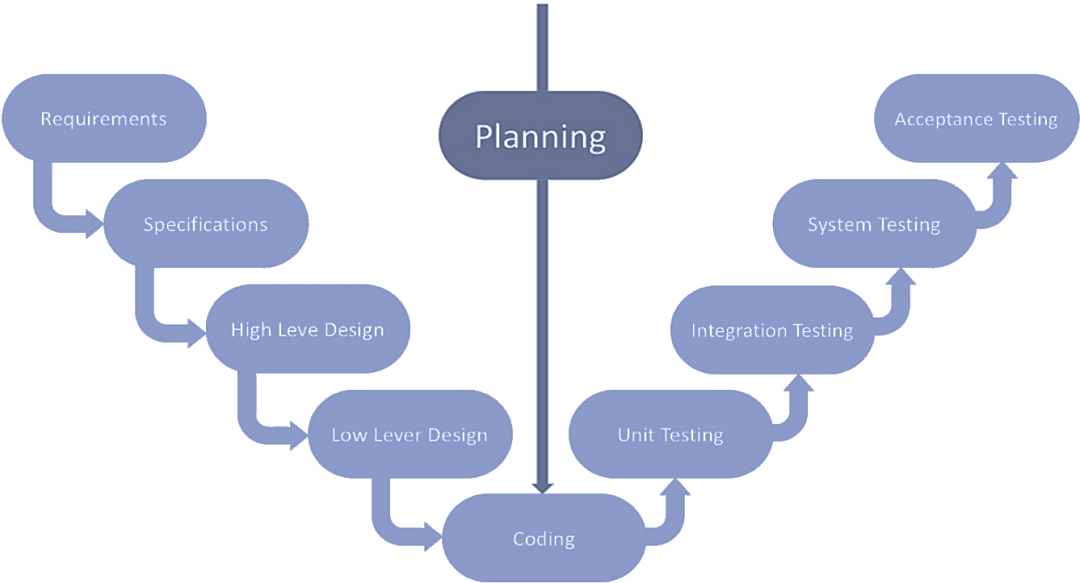 Requirements
Planning
Acceptance Testing
Specifications
System Testing
High Leve Design
Integration Testing
Low Lever Design
Unit Testing
Coding